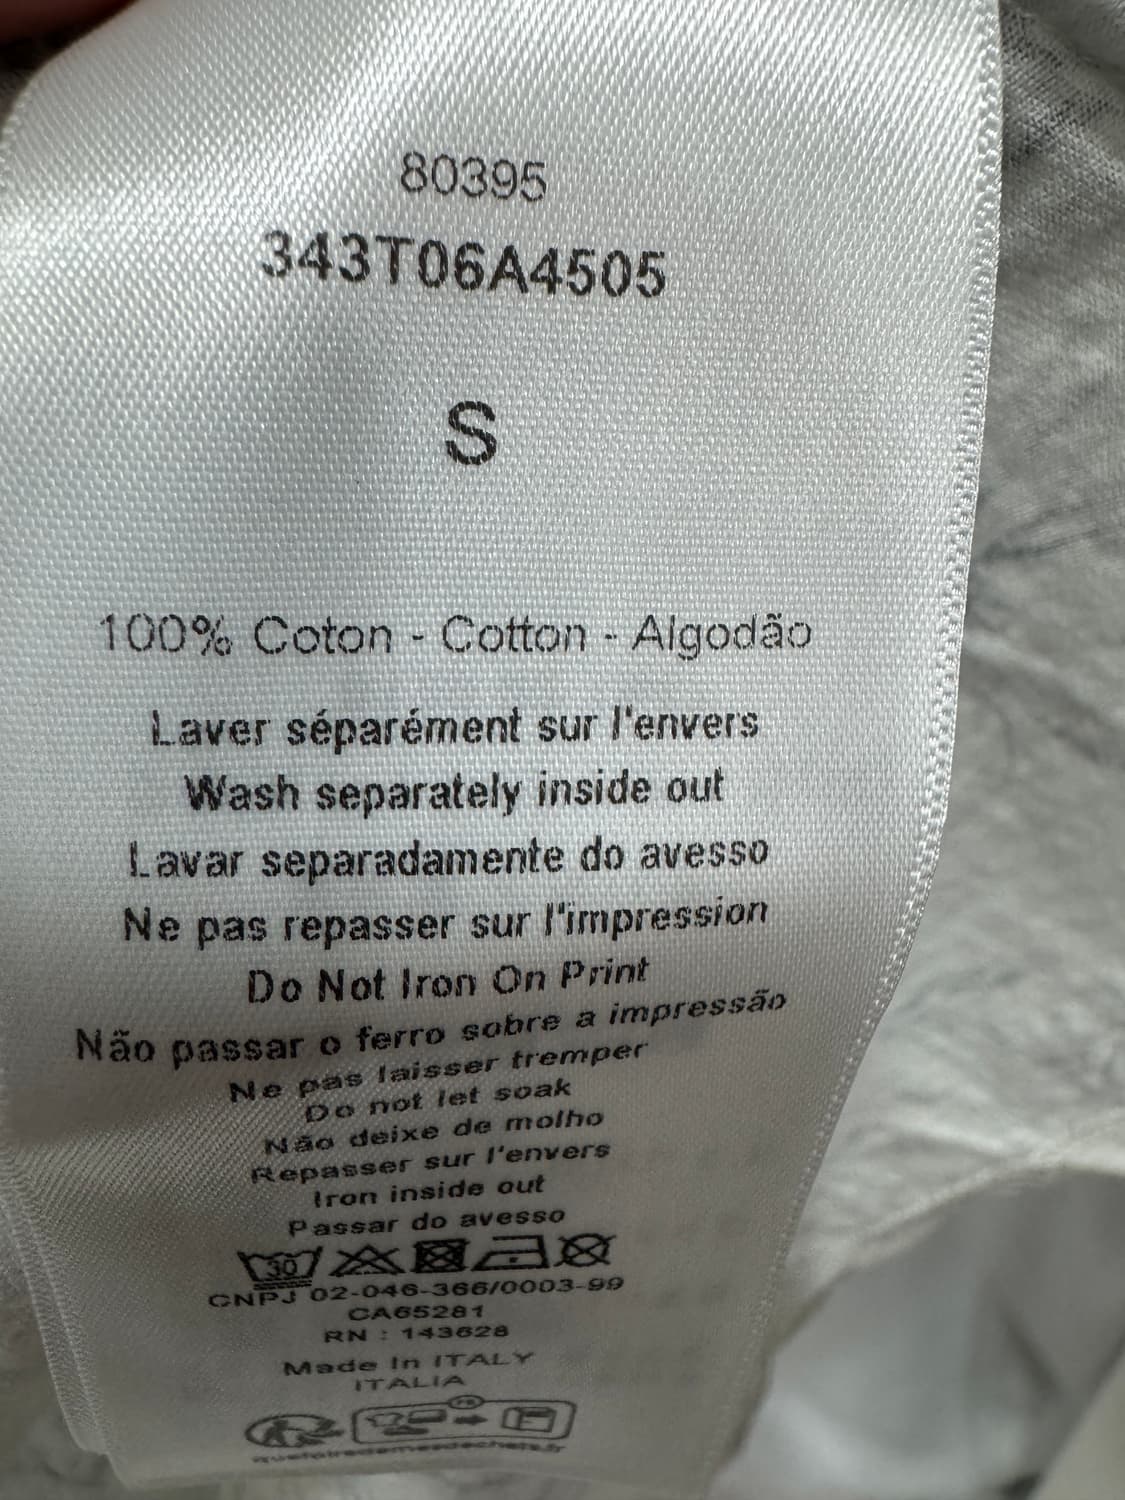 80395
343T06A4505
S
100% Coton - Cotton - Algodão
Laver séparément sur l'envers
Wash separately inside out
Lavar separadamente do avesso
Ne pas repasser sur l'impression
Do Not Iron On Print
Não passar o ferro sobre a impressão
Ne pas laisser tremper
Do not let soak
Não deixe de molho
Repasser sur l'envers
Iron inside out
Passar do avesso
30
CNPJ 02-046-366/0003-99
CA65281
RN : 143628
Made In ITALY
ITALIA
FR
quefairedemesdechets.fr